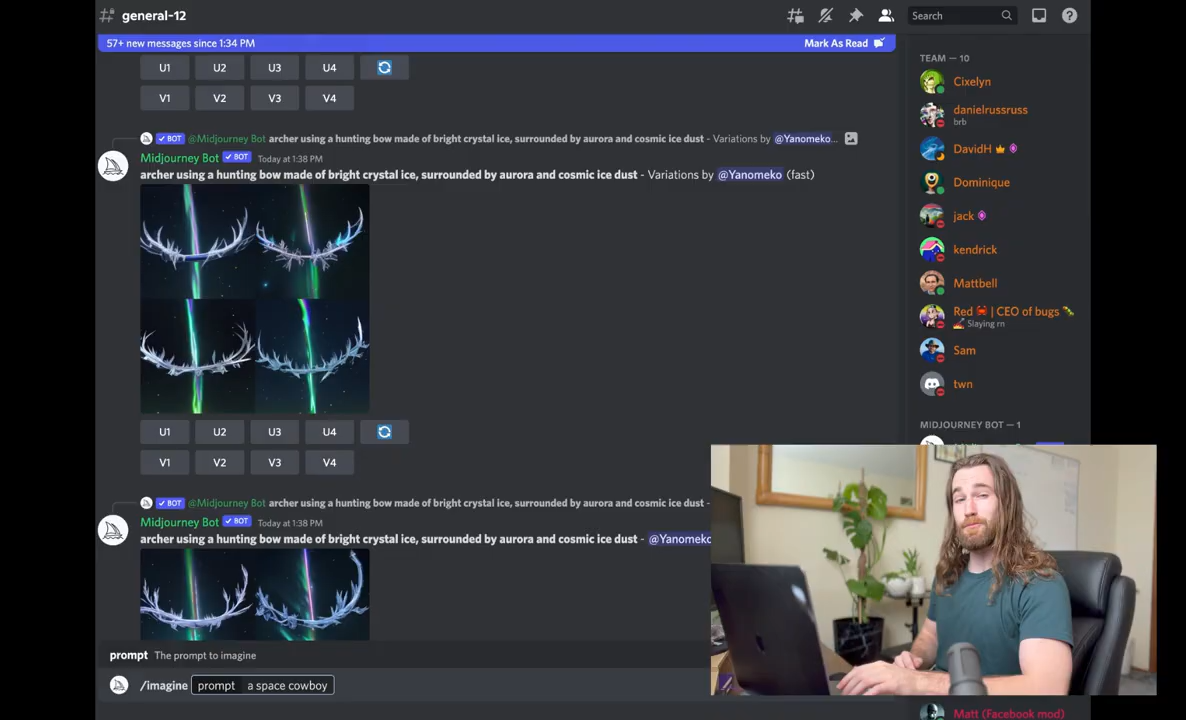 general-12
Search
57+ new messages since 1:34 PM
Mark As Read
U1 U2 U3 U4
V1 V2 V3 V4
BOT @Midjourney Bot archer using a hunting bow made of bright crystal ice, surrounded by aurora and cosmic ice dust - Variations by @Yanomeko...
Midjourney Bot BOT Today at 1:38 PM
archer using a hunting bow made of bright crystal ice, surrounded by aurora and cosmic ice dust - Variations by @Yanomeko (fast)
U1 U2 U3 U4
V1 V2 V3 V4
BOT @Midjourney Bot archer using a hunting bow made of bright crystal ice, surrounded by aurora and cosmic ice dust -
Midjourney Bot BOT Today at 1:38 PM
archer using a hunting bow made of bright crystal ice, surrounded by aurora and cosmic ice dust - @Yanomeko
prompt The prompt to imagine
/imagine prompt a space cowboy
TEAM — 10
Cixelyn
danielrussruss
brb
DavidH
Dominique
jack
kendrick
Mattbell
Red | CEO of bugs
Slaying rn
Sam
twn
MIDJOURNEY BOT — 1
Matt (Facebook mod)